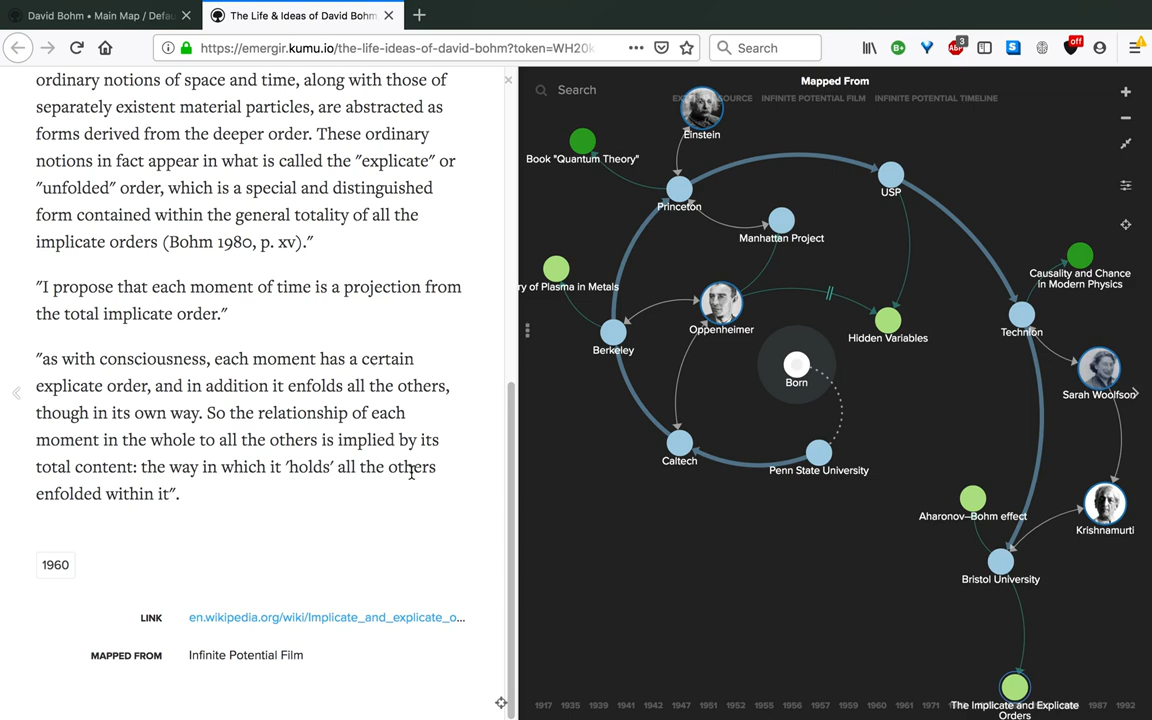 David Bohm • Main Map / Defau
The Life & Ideas of David Bohm
https://emergir.kumu.io/the-life-ideas-of-david-bohm?token=WH20k
Search
3
off
ordinary notions of space and time, along with those of
separately existent material particles, are abstracted as
forms derived from the deeper order. These ordinary
notions in fact appear in what is called the "explicate" or
"unfolded" order, which is a special and distinguished
form contained within the general totality of all the
implicate orders (Bohm 1980, p. xv)."
"I propose that each moment of time is a projection from
the total implicate order."
"as with consciousness, each moment has a certain
explicate order, and in addition it enfolds all the others,
though in its own way. So the relationship of each
moment in the whole to all the others is implied by its
total content: the way in which it 'holds' all the others
enfolded within it".
1960
LINK en.wikipedia.org/wiki/Implicate_and_explicate_o...
MAPPED FROM Infinite Potential Film
Search
Mapped From
SOURCE INFINITE POTENTIAL FILM INFINITE POTENTIAL TIMELINE
Einstein
Book "Quantum Theory"
Princeton
USP
Manhattan Project
ry of Plasma in Metals
Oppenheimer
Berkeley
Hidden Variables
Causality and Chance
in Modern Physics
Technion
Born
Sarah Woolfson
Caltech
Penn State University
Aharonov–Bohm effect
Krishnamurti
Bristol University
The Implicate and Explicate
Orders
1917 1935 1939 1941 1942 1947 1951 1952 1956 1957 1959 1960 1961 1971 1987 1992